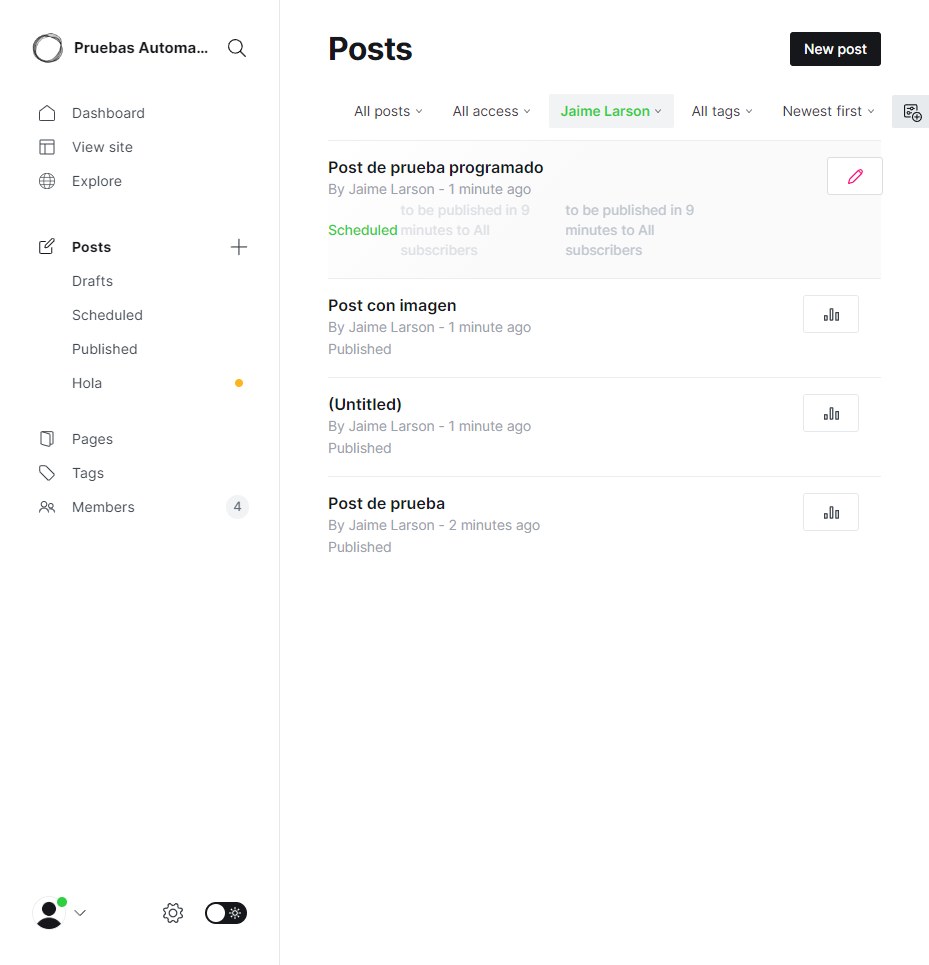 Pruebas Automa...
Dashboard
View site
Explore
Posts
Drafts
Scheduled
Published
Hola
Pages
Tags
Members 4
Posts
New post
All posts All access Jaime Larson All tags Newest first
Post de prueba programado
By Jaime Larson - 1 minute ago
Scheduled
to be published in 9
minutes to All
subscribers
to be published in 9
minutes to All
subscribers
Post con imagen
By Jaime Larson - 1 minute ago
Published
(Untitled)
By Jaime Larson - 1 minute ago
Published
Post de prueba
By Jaime Larson - 2 minutes ago
Published